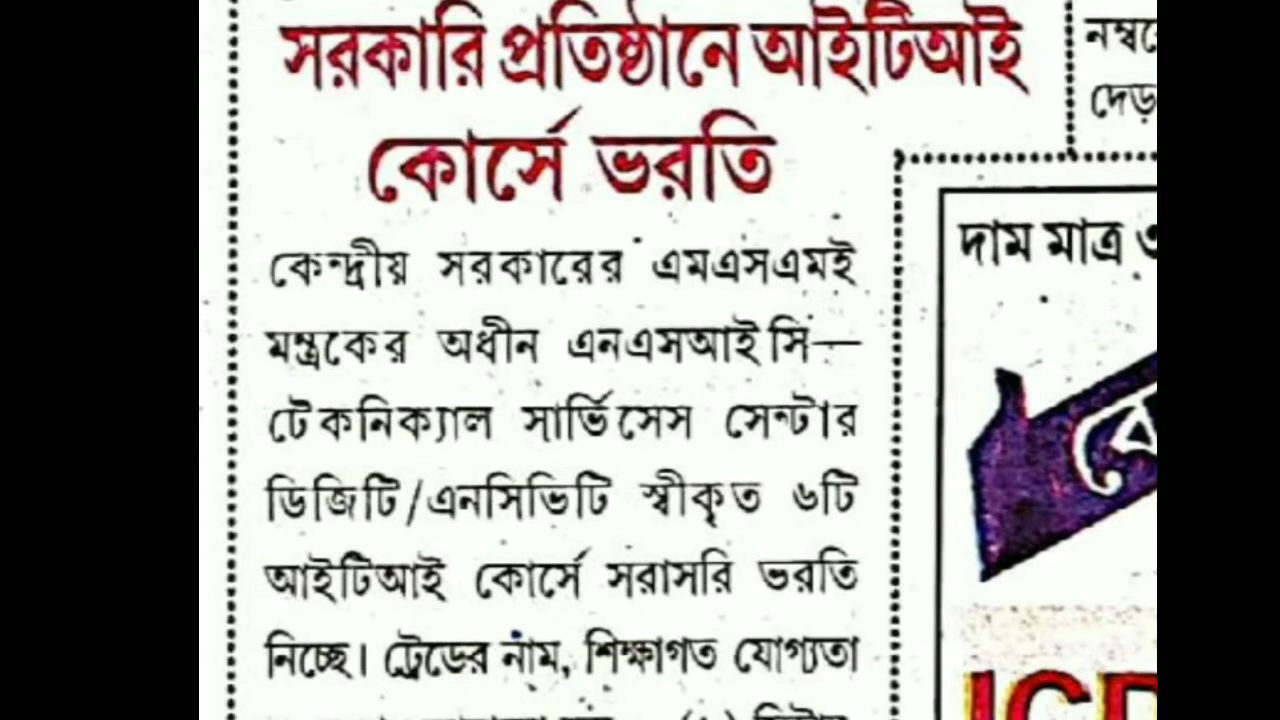 সরকারি প্রতিষ্ঠানে আইটিআই
কোর্সে ভরতি
কেন্দ্রীয় সরকারের এমএসএমই
মন্ত্রকের অধীন এনএসআইসি—
টেকনিক্যাল সার্ভিসেস সেন্টার
ডিজিটি/এনসিভিটি স্বীকৃত ৬টি
আইটিআই কোর্সে সরাসরি ভরতি
নিচ্ছে। ট্রেডের নাম, শিক্ষাগত যোগ্যতা
দাম মাত্র